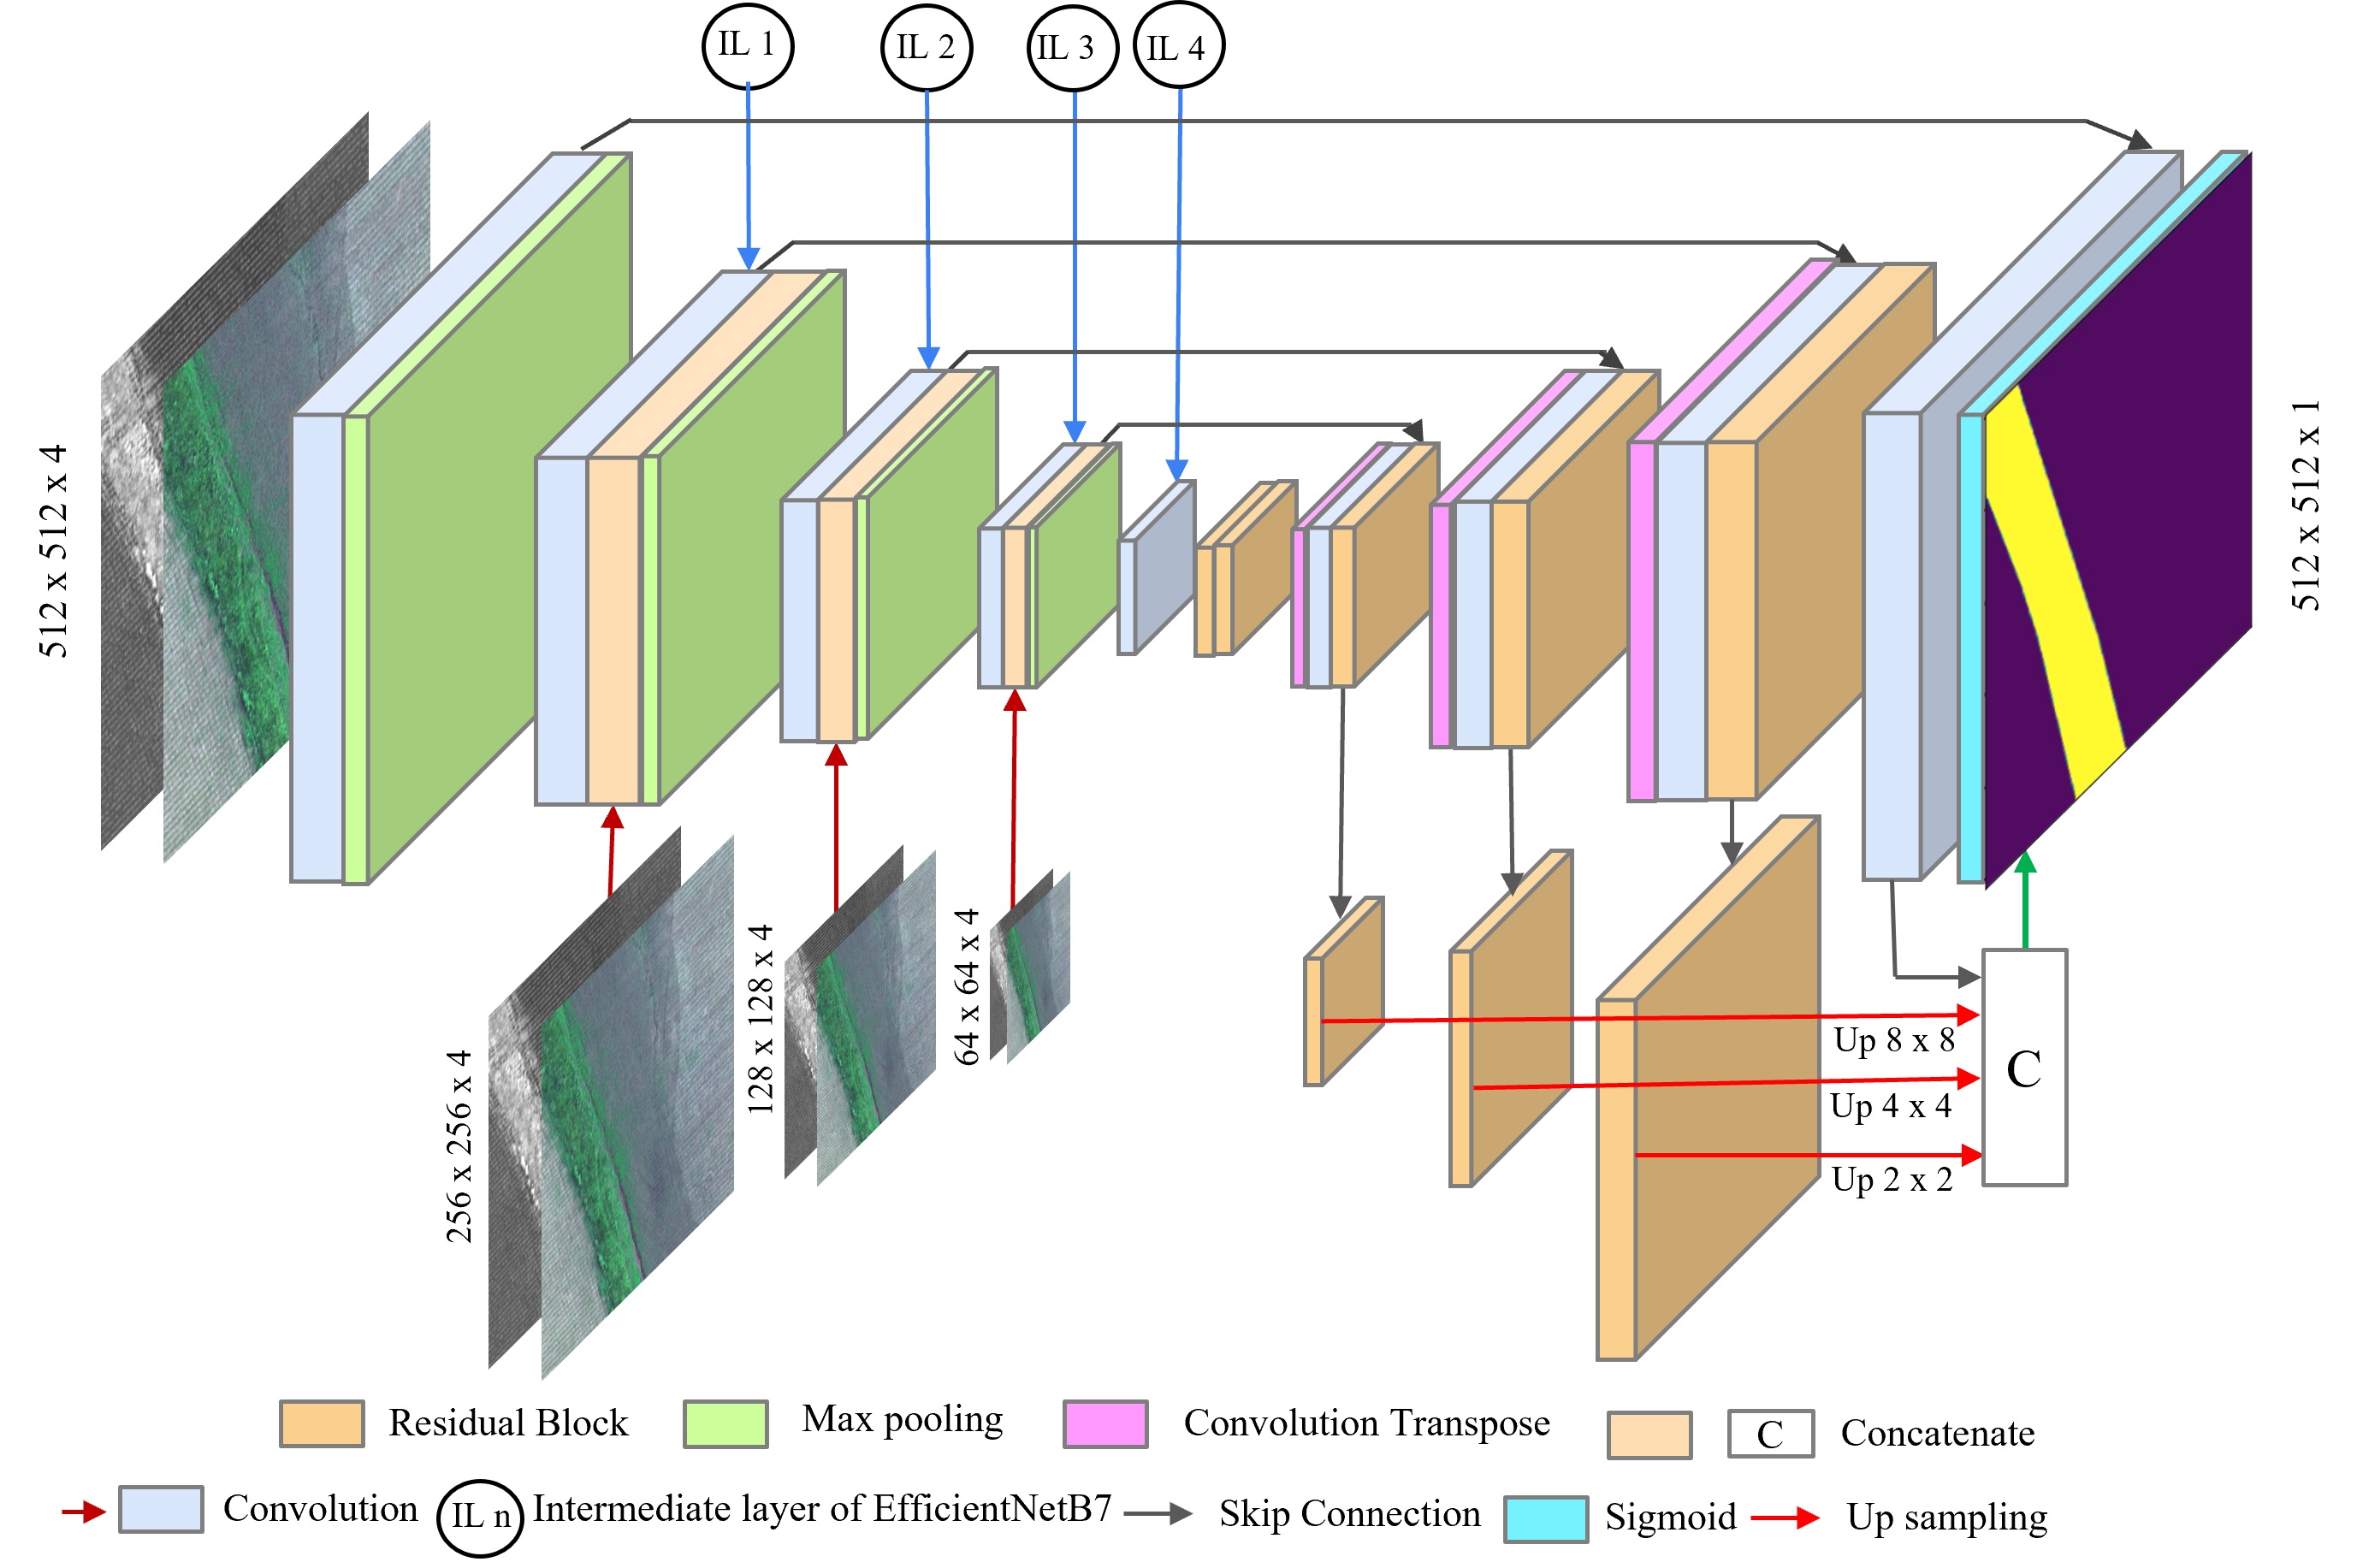 IL 1
IL 2
IL 3
IL 4
512 x 512 x 4
512 x 512 x 1
256 x 256 x 4
128 x 128 x 4
64 x 64 x 4
Up 8 x 8
Up 4 x 4
Up 2 x 2
C
Residual Block
Max pooling
Convolution Transpose
C
Concatenate
Convolution
IL n
Intermediate layer of EfficientNetB7
Skip Connection
Sigmoid
Up sampling